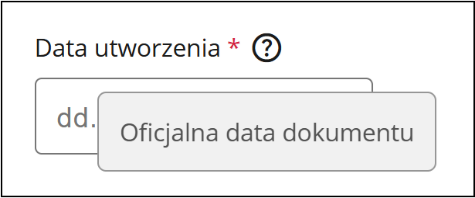 Data utworzenia * ?
dd.
Oficjalna data dokumentu